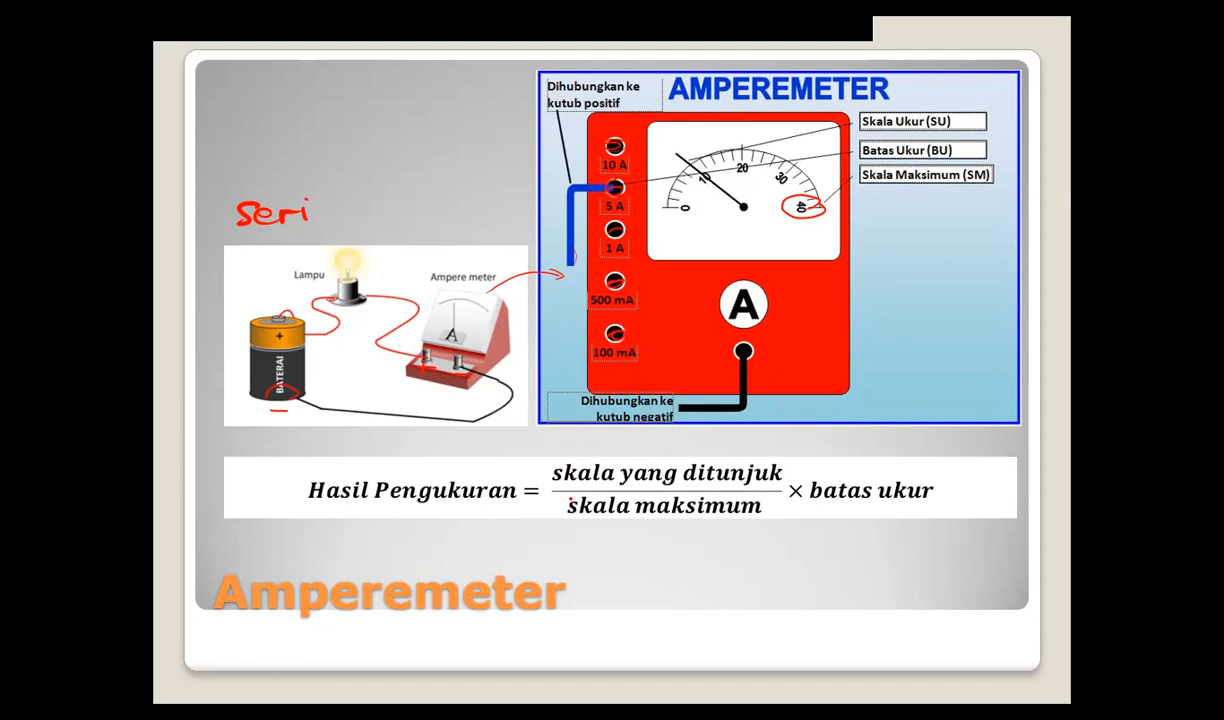 Dihubungkan ke
kutub positif
AMPEREMETER
Skala Ukur (SU)
Batas Ukur (BU)
Skala Maksimum (SM)
10 A
5 A
1 A
500 mA
100 mA
0
10
20
30
40
A
Dihubungkan ke
kutub negatif
seri
Lampu
Ampere meter
A
+
BATERAI
+
−
Hasil Pengukuran = skala yang ditunjuk / skala maksimum × batas ukur
Amperemeter